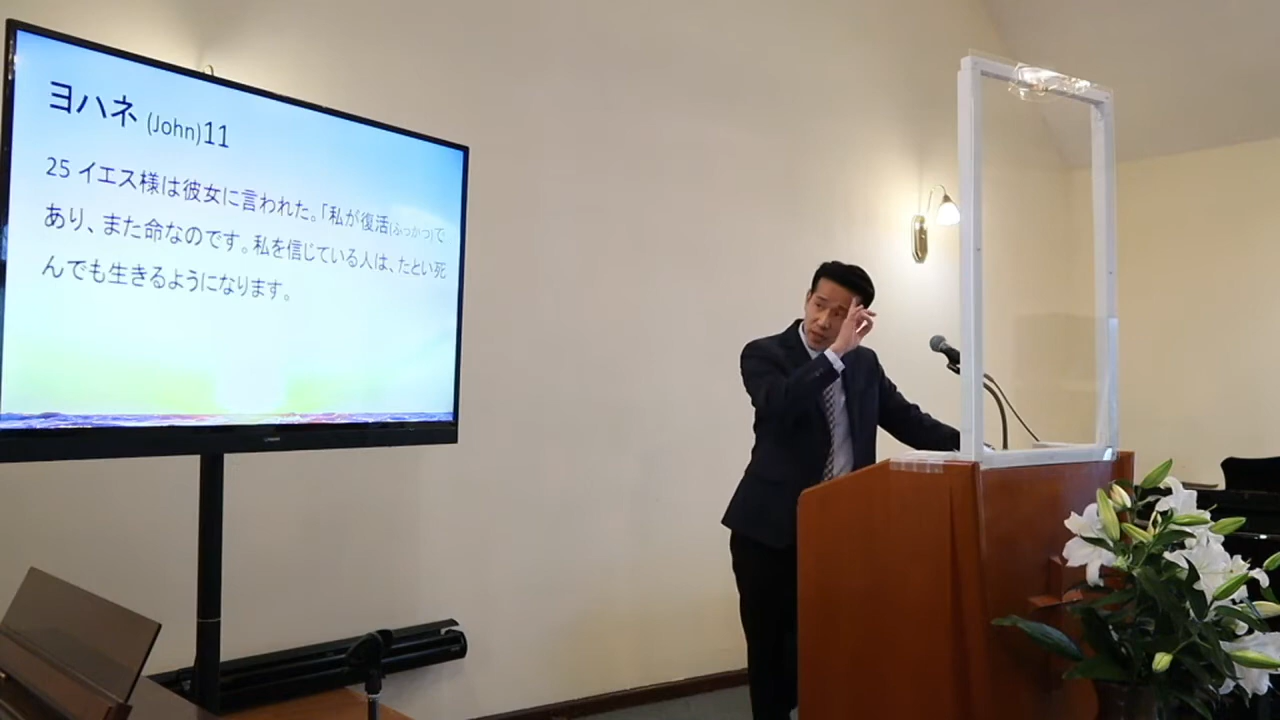 ヨハネ (John)11
25 イエス様は彼女に言われた。「私が復活(ふっかつ)で
あり、また命なのです。私を信じている人は、たとい死
んでも生きるようになります。